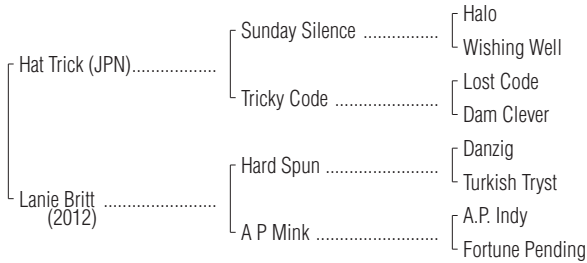 Halo
Sunday Silence ................
Wishing Well
Hat Trick (JPN)..................
Lost Code
Tricky Code ......................
Dam Clever
Danzig
Hard Spun ........................
Turkish Tryst
Lanie Britt ........................
(2012)
A.P. Indy
A P Mink ..........................
Fortune Pending